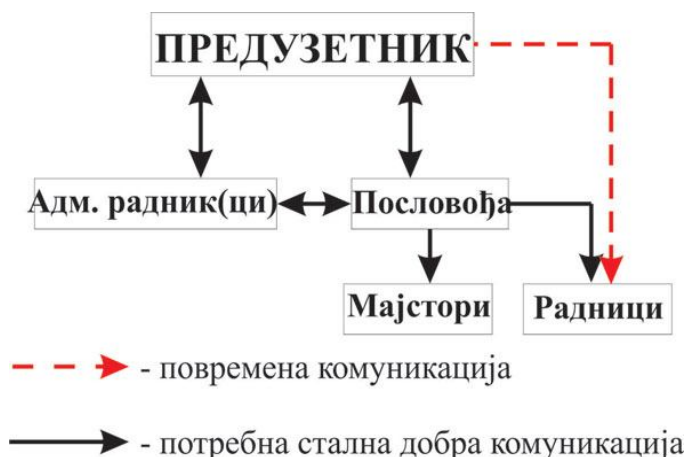 ПРЕДУЗЕТНИК
Адм. радник(ци)
Пословођа
Мајстори
Радници
- повремена комуникација
- потребна стална добра комуникација